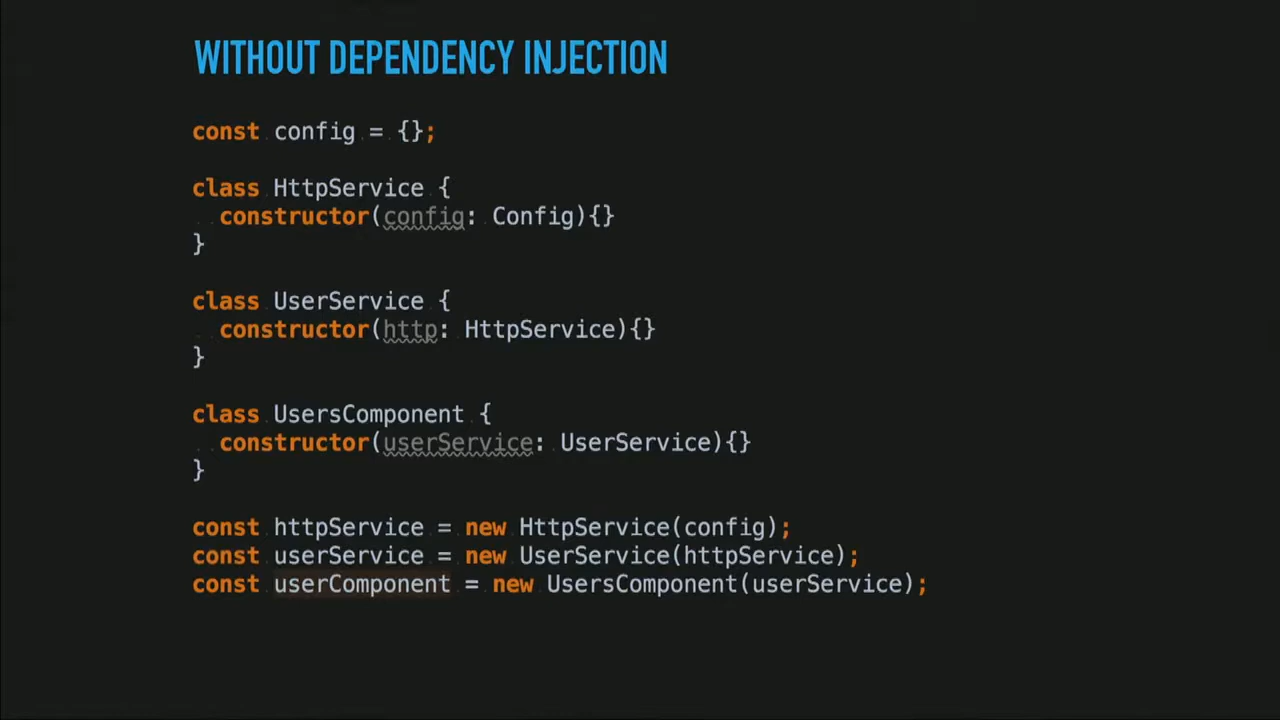 WITHOUT DEPENDENCY INJECTION
const config = {};
class HttpService {
constructor(config: Config){}
}
class UserService {
constructor(http: HttpService){}
}
class UsersComponent {
constructor(userService: UserService){}
}
const httpService = new HttpService(config);
const userService = new UserService(httpService);
const userComponent = new UsersComponent(userService);